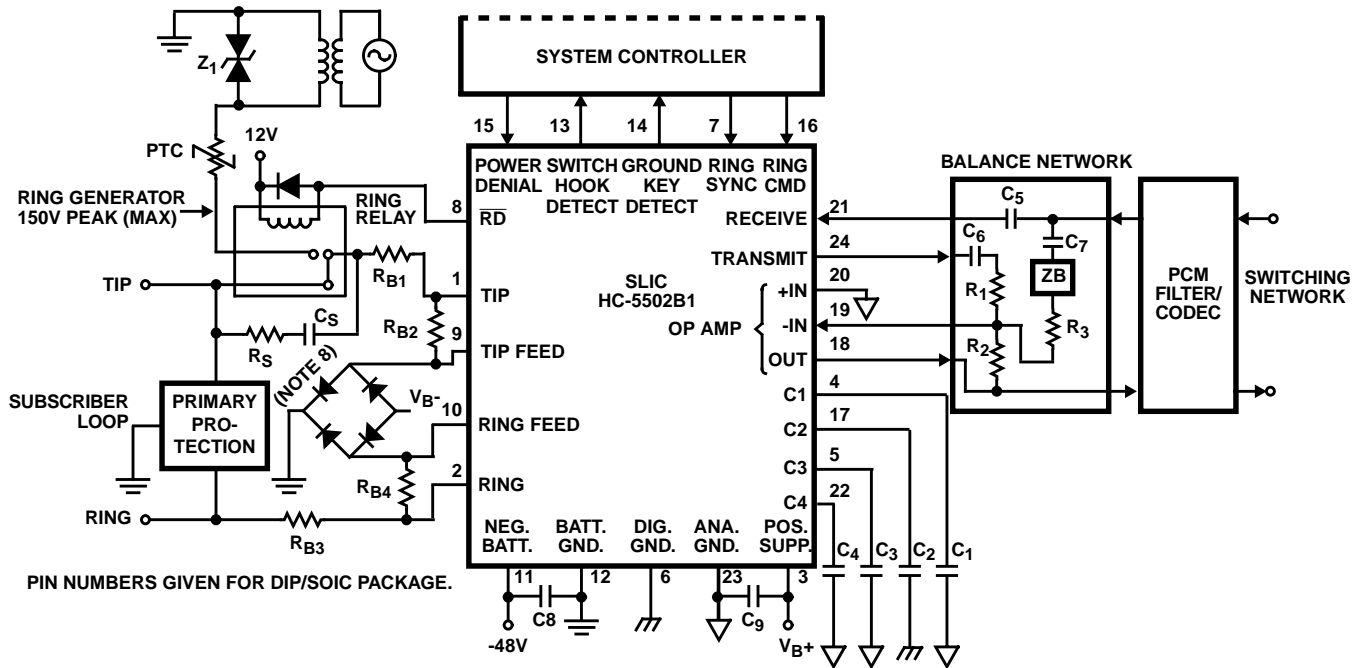 SYSTEM CONTROLLER
Z1
15
13
14
7
16
PTC
12V
RING GENERATOR
150V PEAK (MAX)
RING
RELAY
8
POWER
DENIAL
SWITCH
HOOK
DETECT
GROUND
KEY
DETECT
RING
SYNC
RING
CMD
RD
RECEIVE
21
TRANSMIT
24
SLIC
HC-5502B1
+IN
20
OP AMP
-IN
19
OUT
18
C1
4
C2
17
C3
5
C4
22
BALANCE NETWORK
C5
C6
C7
ZB
R1
R2
R3
PCM
FILTER/
CODEC
SWITCHING
NETWORK
TIP
RB1
1
TIP
RB2
9
TIP FEED
RS
CS
(NOTE 8)
VB-
10
RING FEED
SUBSCRIBER
LOOP
PRIMARY
PRO-
TECTION
RB4
2
RING
RING
RB3
NEG.
BATT.
BATT.
GND.
DIG.
GND.
ANA.
GND.
POS.
SUPP.
11
12
6
23
3
C8
C9
-48V
VB+
C4
C3
C2
C1
PIN NUMBERS GIVEN FOR DIP/SOIC PACKAGE.